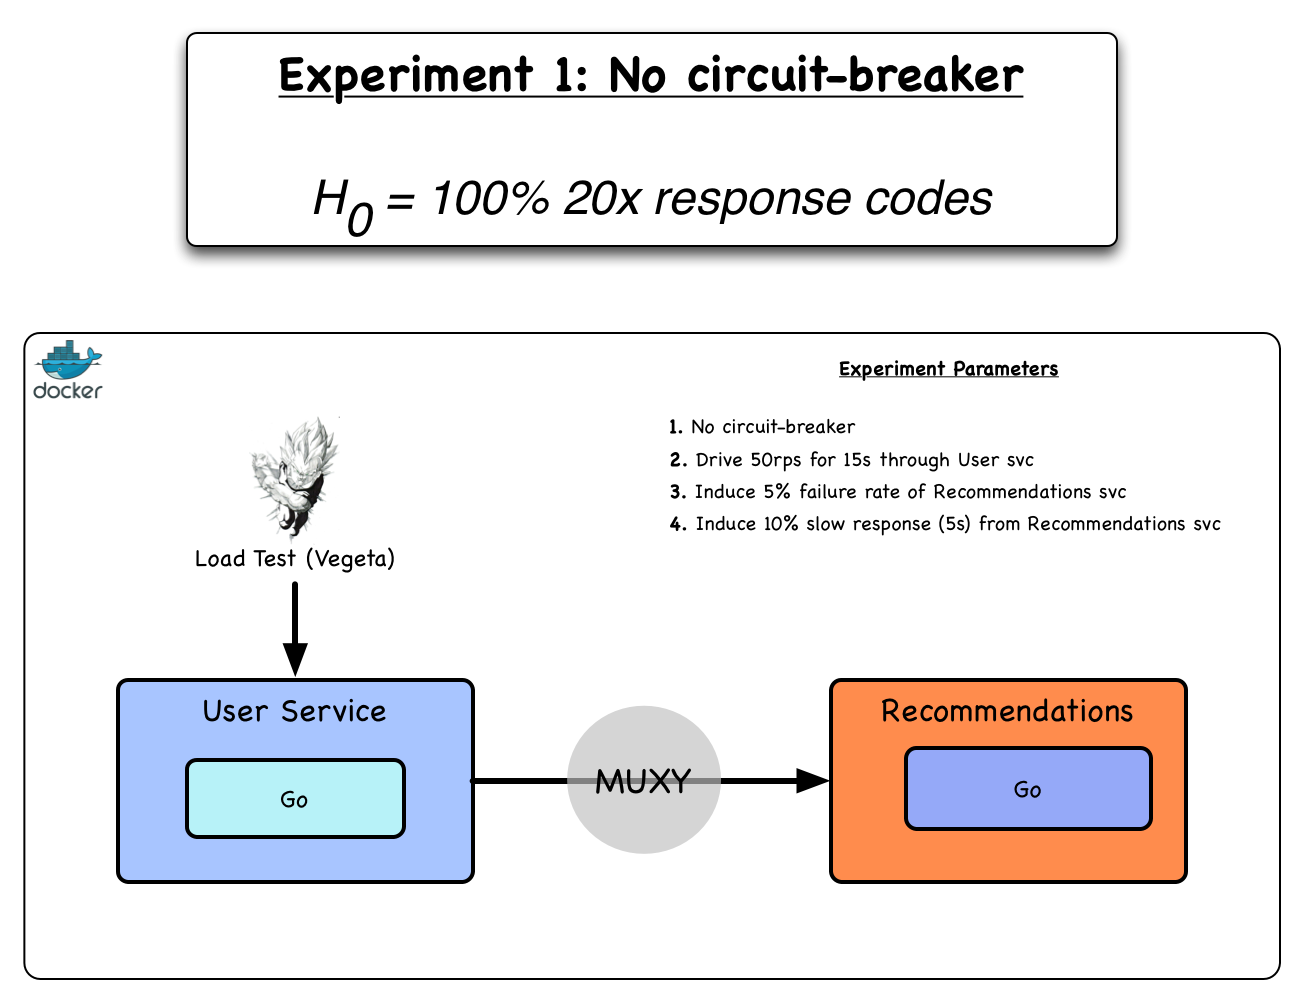 Experiment 1: No circuit-breaker
H0 = 100% 20x response codes
docker
Experiment Parameters
1. No circuit-breaker
2. Drive 50rps for 15s through User svc
3. Induce 5% failure rate of Recommendations svc
4. Induce 10% slow response (5s) from Recommendations svc
Load Test (Vegeta)
User Service
Go
MUXY
Recommendations
Go